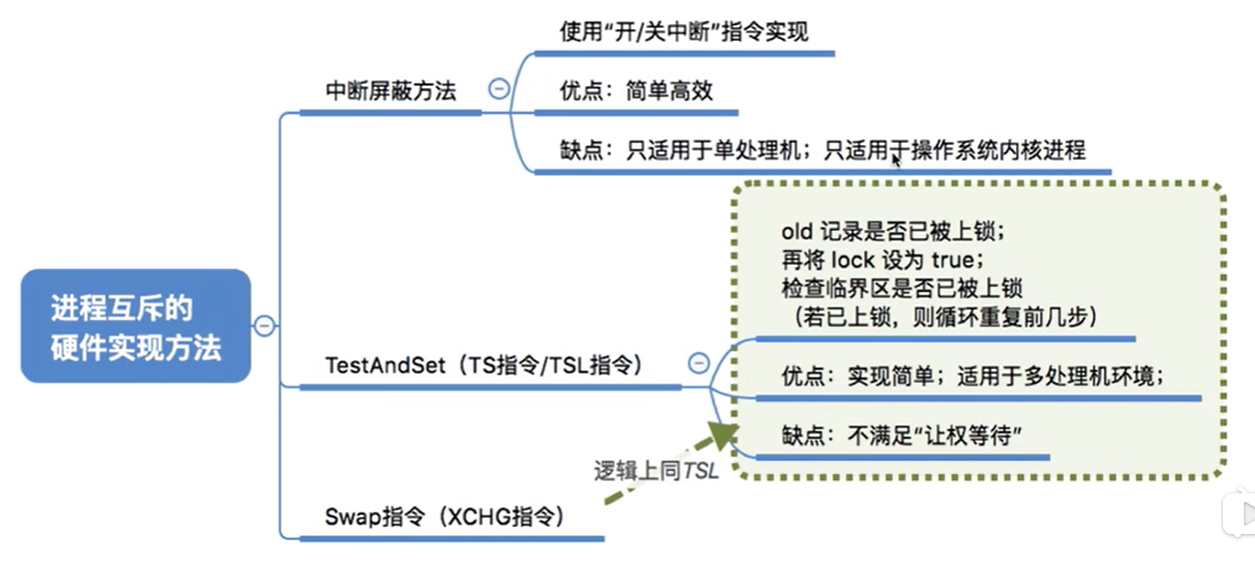 使用“开/关中断”指令实现
中断屏蔽方法
优点：简单高效
缺点：只适用于单处理机；只适用于操作系统内核进程
old 记录是否已被上锁；
再将 lock 设为 true；
检查临界区是否已被上锁
（若已上锁，则循环重复前几步）
进程互斥的
硬件实现方法
TestAndSet（TS指令/TSL指令）
优点：实现简单；适用于多处理机环境；
缺点：不满足“让权等待”
逻辑上同TSL
Swap指令（XCHG指令）